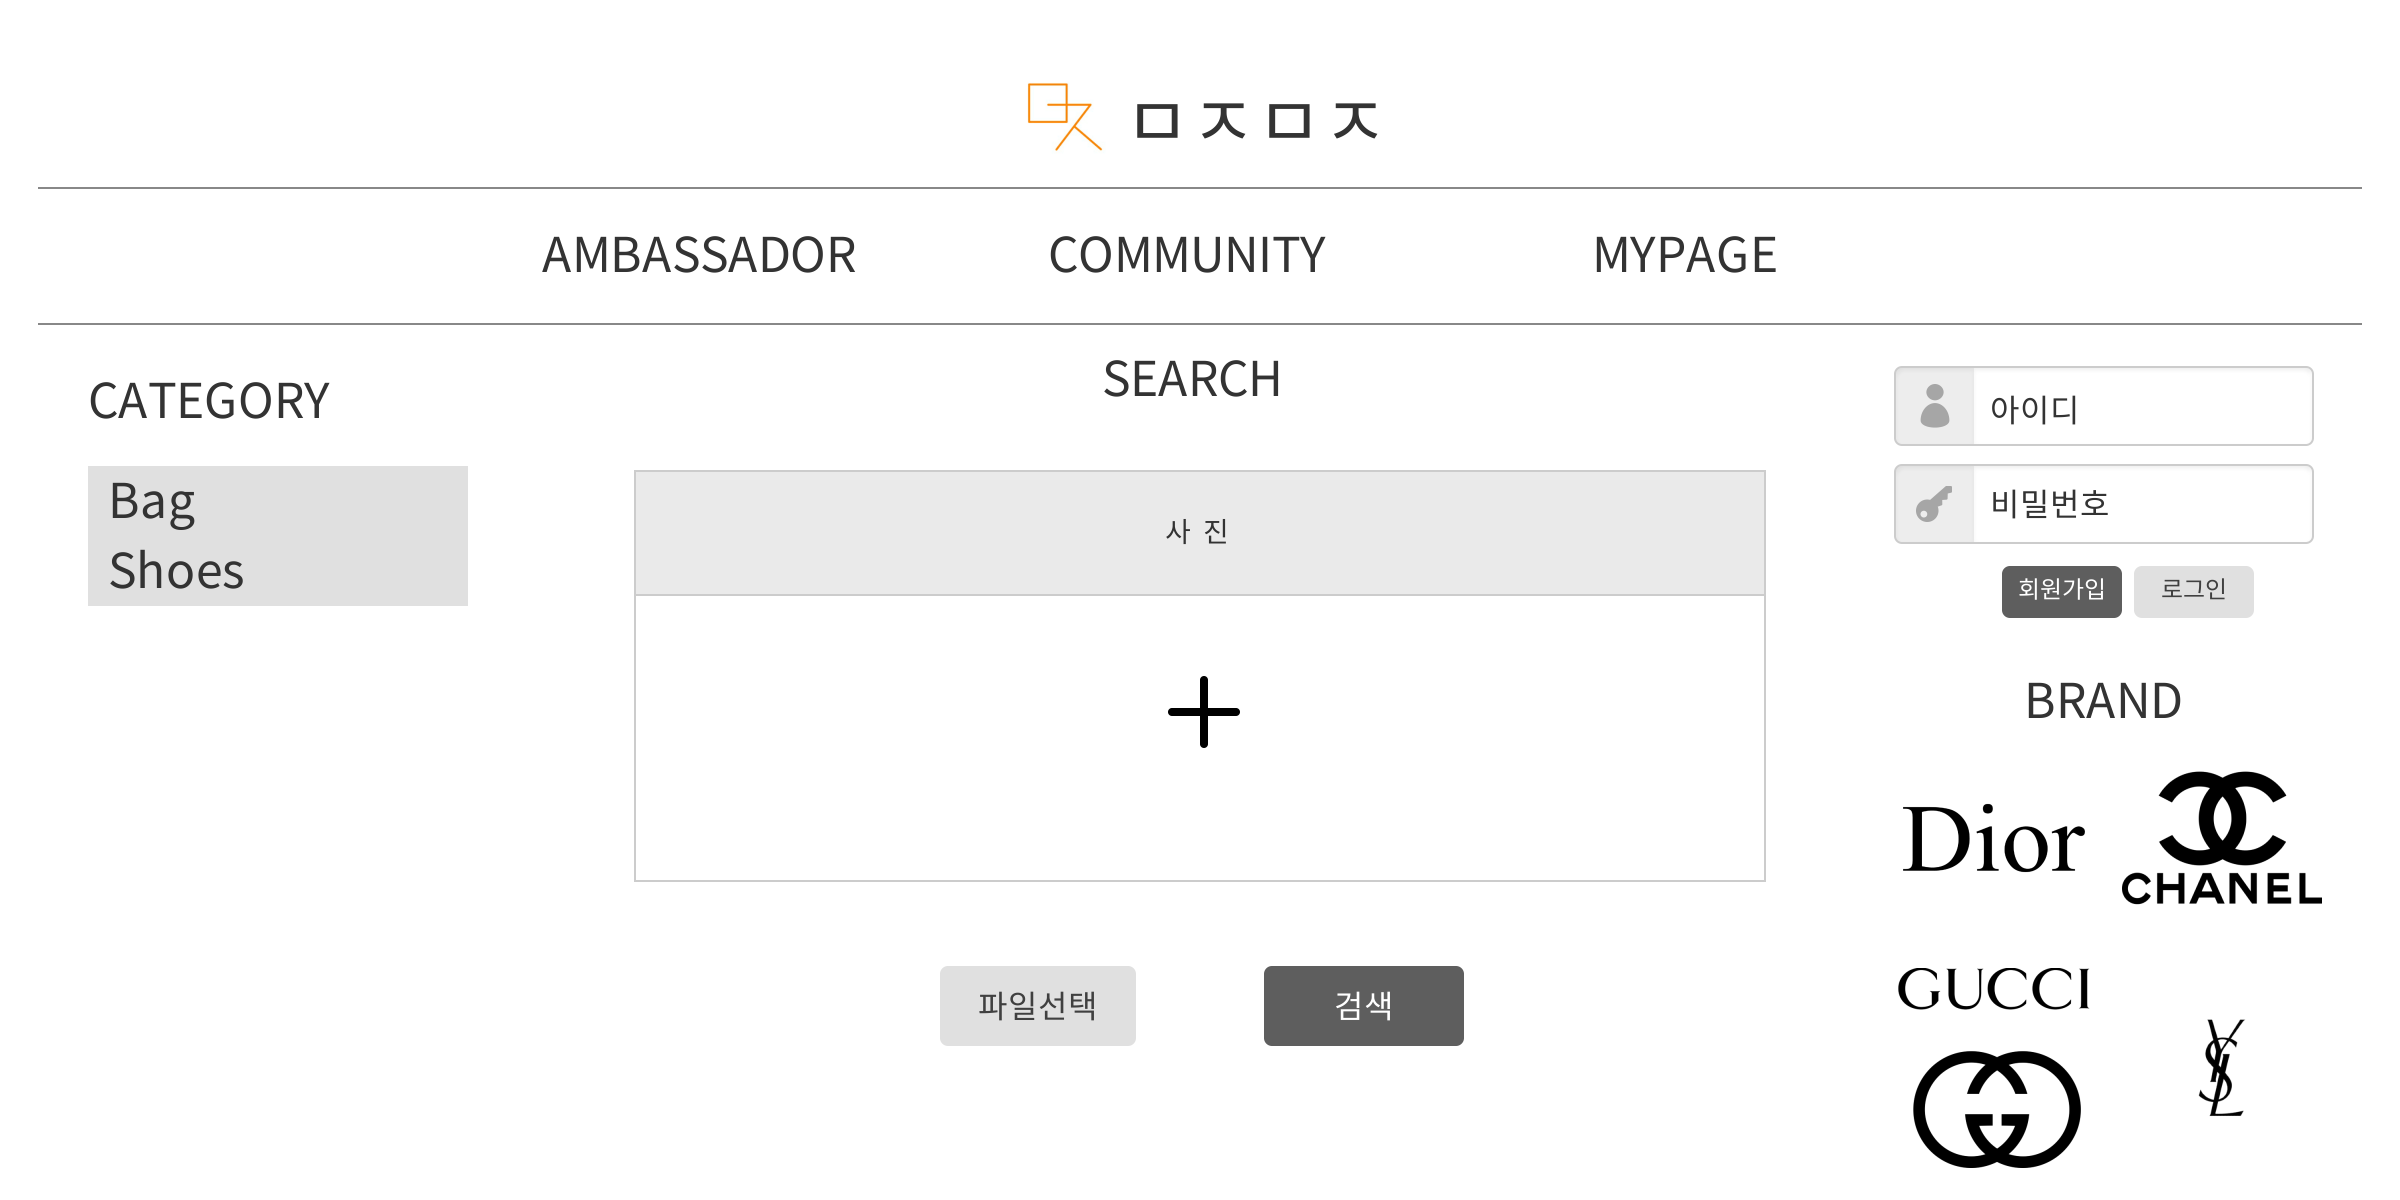 ㅁㅈㅁㅈ
AMBASSADOR COMMUNITY MYPAGE
SEARCH
CATEGORY
Bag
Shoes
사 진
파일선택 검색
아이디
비밀번호
회원가입 로그인
BRAND
Dior
CHANEL
GUCCI
YSL